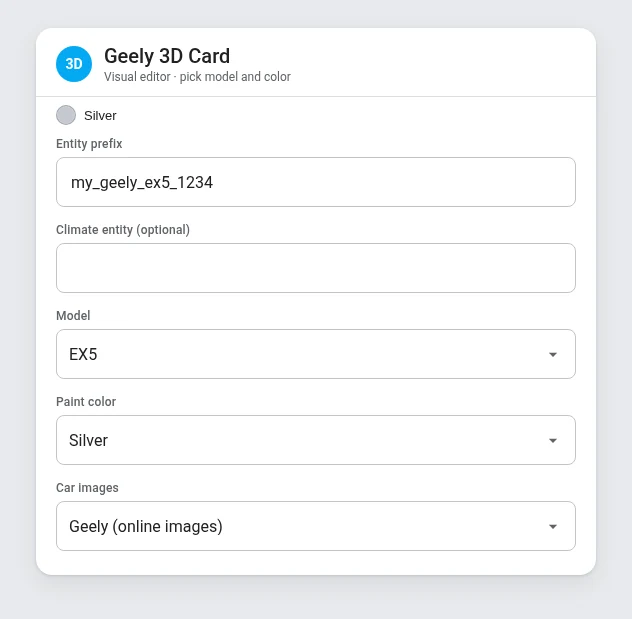 3D
Geely 3D Card
Visual editor · pick model and color
Silver
Entity prefix
my_geely_ex5_1234
Climate entity (optional)
Model
EX5
Paint color
Silver
Car images
Geely (online images)